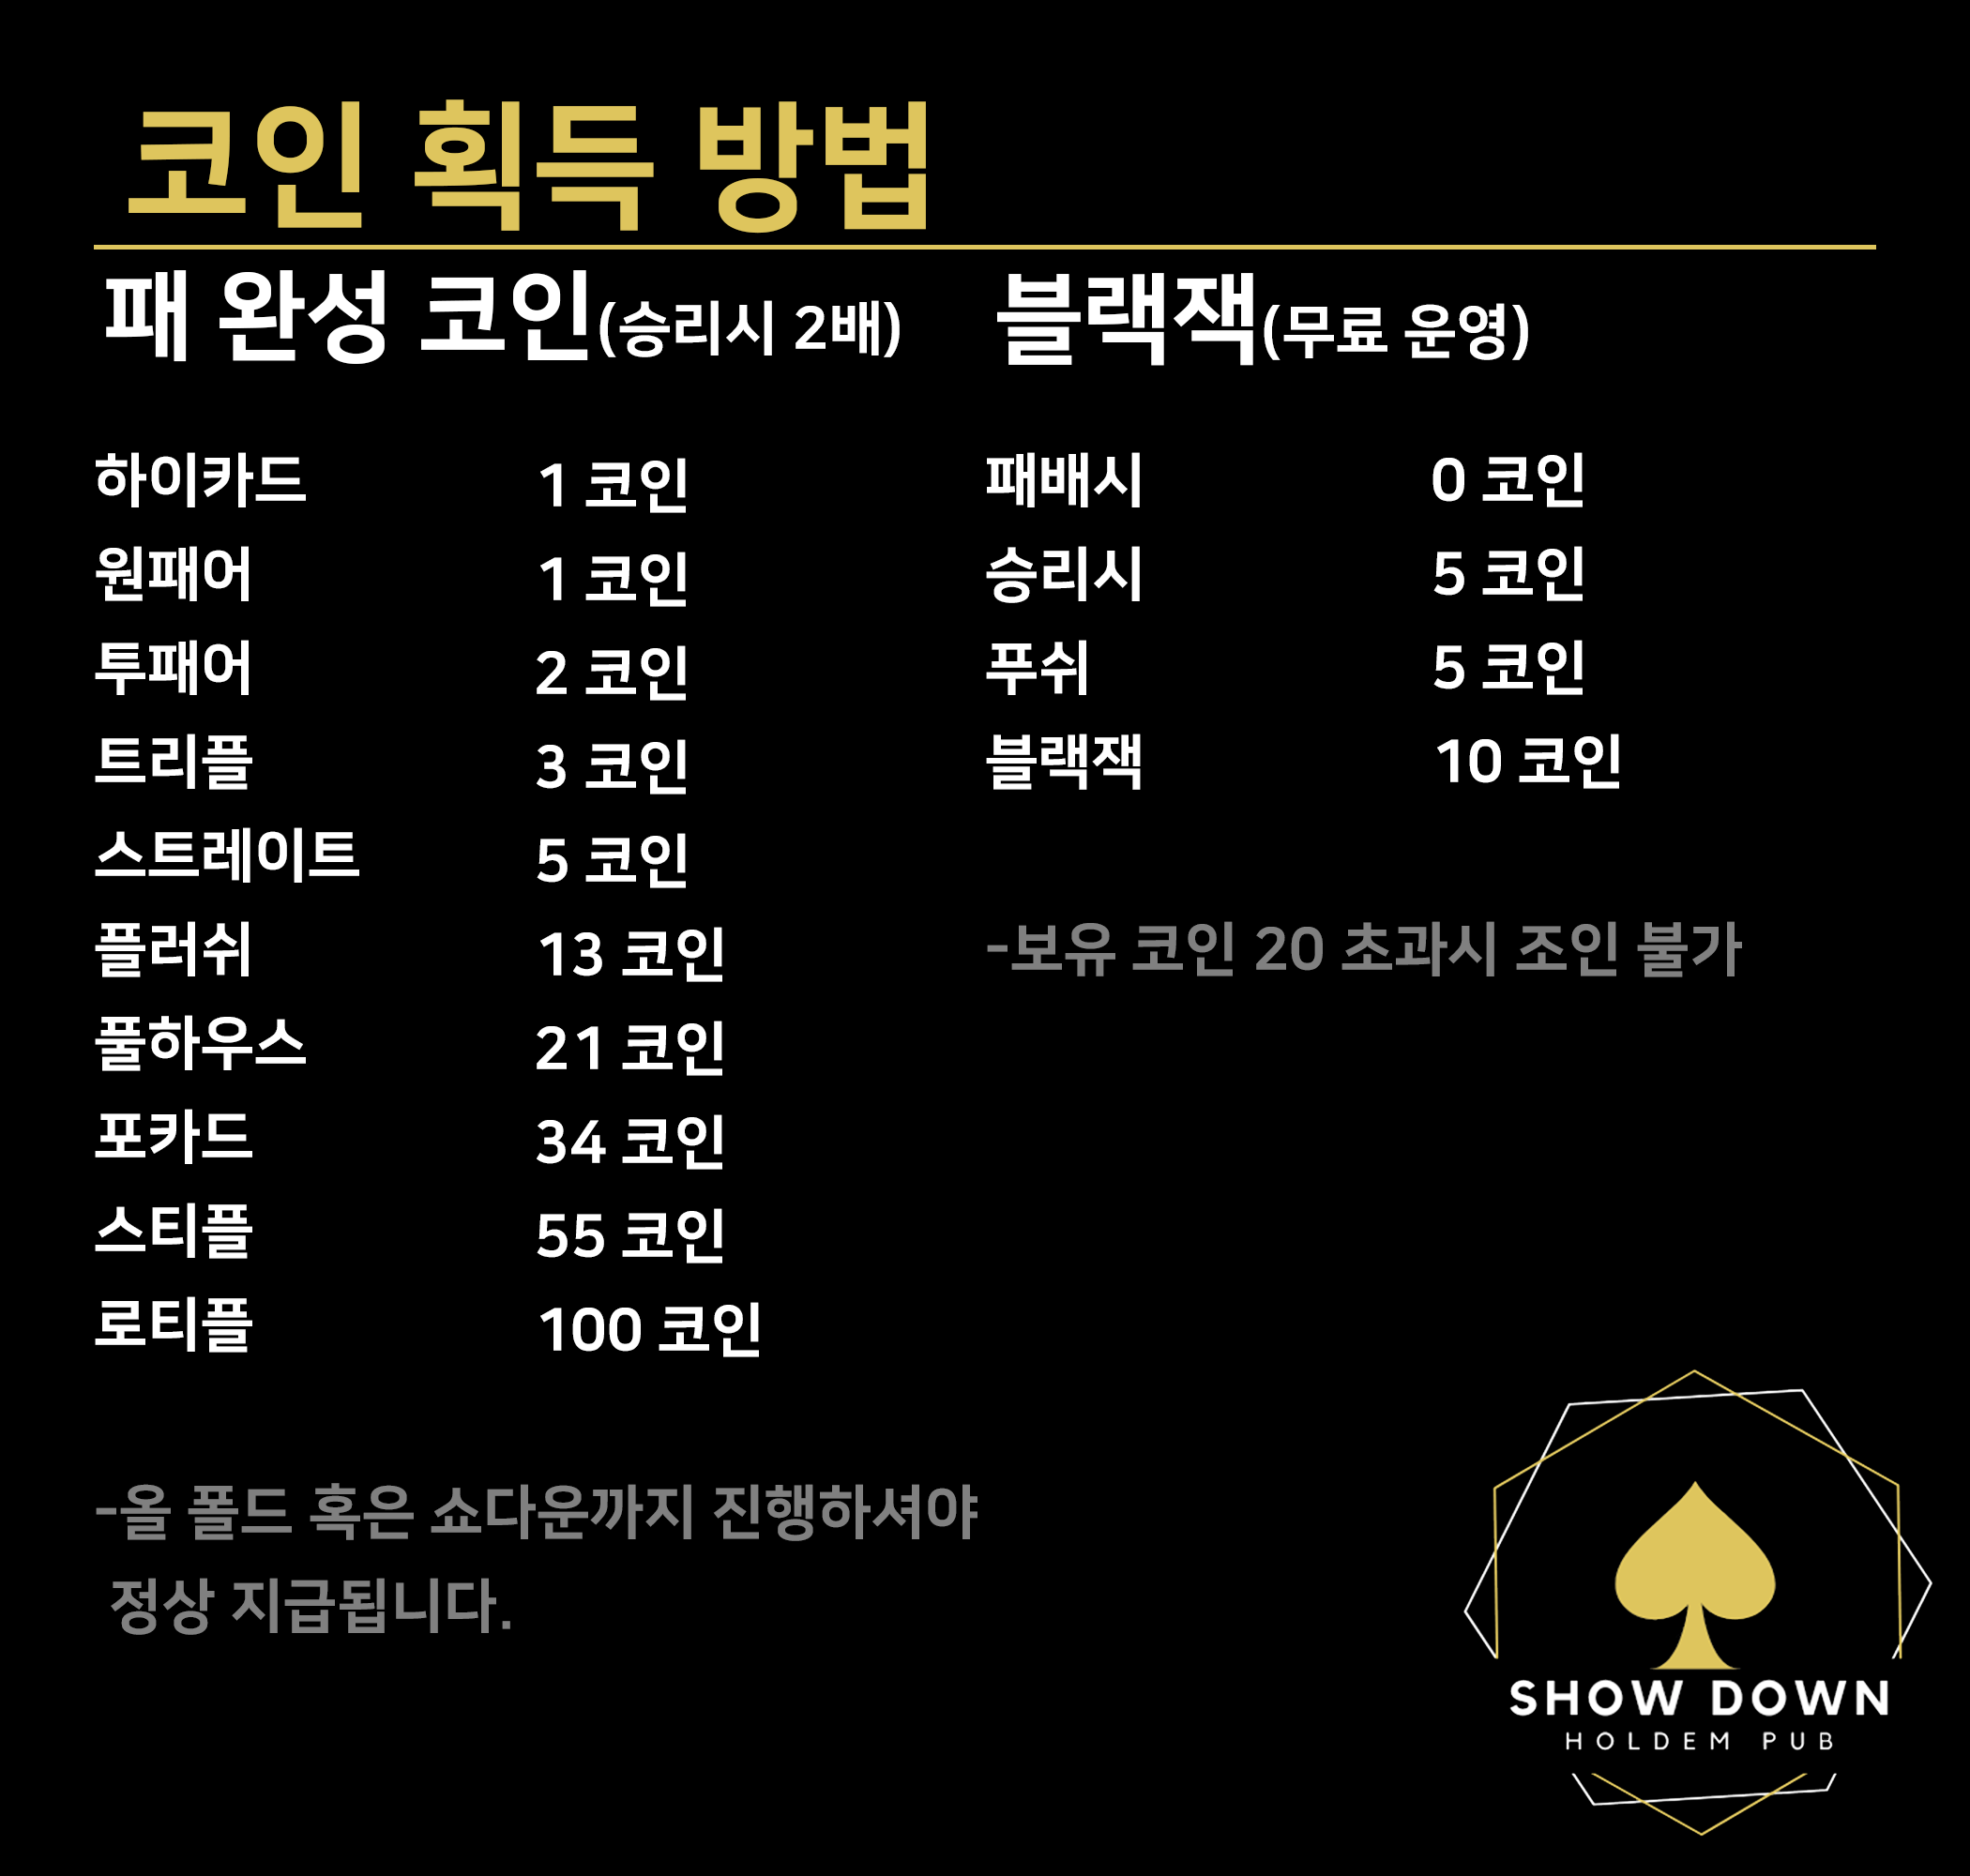 코인 획득 방법
패 완성 코인(승리시 2배)
하이카드 1 코인
원페어 1 코인
투페어 2 코인
트리플 3 코인
스트레이트 5 코인
플러쉬 13 코인
풀하우스 21 코인
포카드 34 코인
스티플 55 코인
로티플 100 코인
-올 폴드 혹은 쇼다운까지 진행하셔야
정상 지급됩니다.
블랙잭(무료 운영)
패배시 0 코인
승리시 5 코인
푸쉬 5 코인
블랙잭 10 코인
-보유 코인 20 초과시 조인 불가
SHOW DOWN
HOLDEM PUB